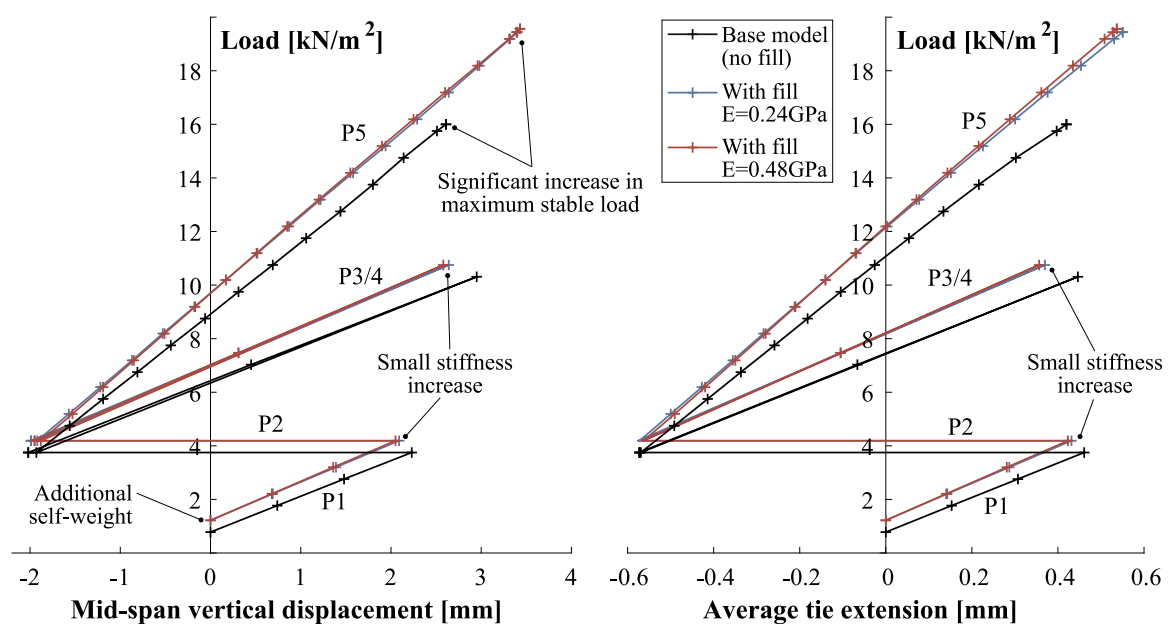 Load [kN/m²]
18
16
14
12
10
8
6
4
2
P5
Significant increase in
maximum stable load
P3/4
Small stiffness
increase
P2
Additional
self-weight
P1
-2
-1
0
1
2
3
4
Mid-span vertical displacement [mm]
Base model
(no fill)
With fill
E=0.24GPa
With fill
E=0.48GPa
Load [kN/m²]
18
16
14
12
10
8
6
4
2
P5
P3/4
Small stiffness
increase
P2
P1
-0.6
-0.4
-0.2
0
0.2
0.4
0.6
Average tie extension [mm]